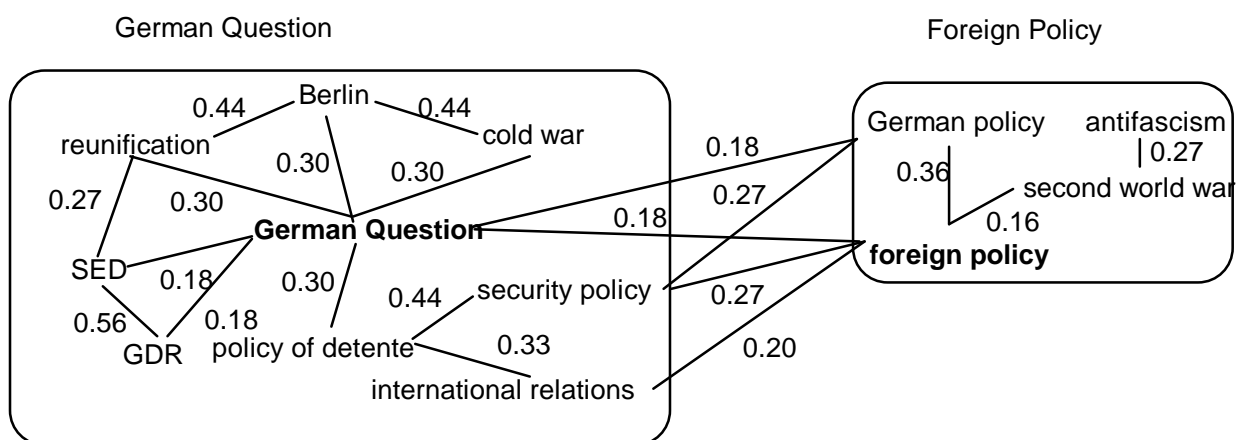 German Question
Foreign Policy
Berlin
0.44
0.44
reunification
cold war
0.30
0.30
0.27
0.30
German Question
SED
0.18
0.30
0.56
0.18
GDR
policy of detente
0.44
security policy
0.33
international relations
0.18
0.27
0.18
0.27
0.20
German policy
antifascism
0.36
0.27
second world war
0.16
foreign policy